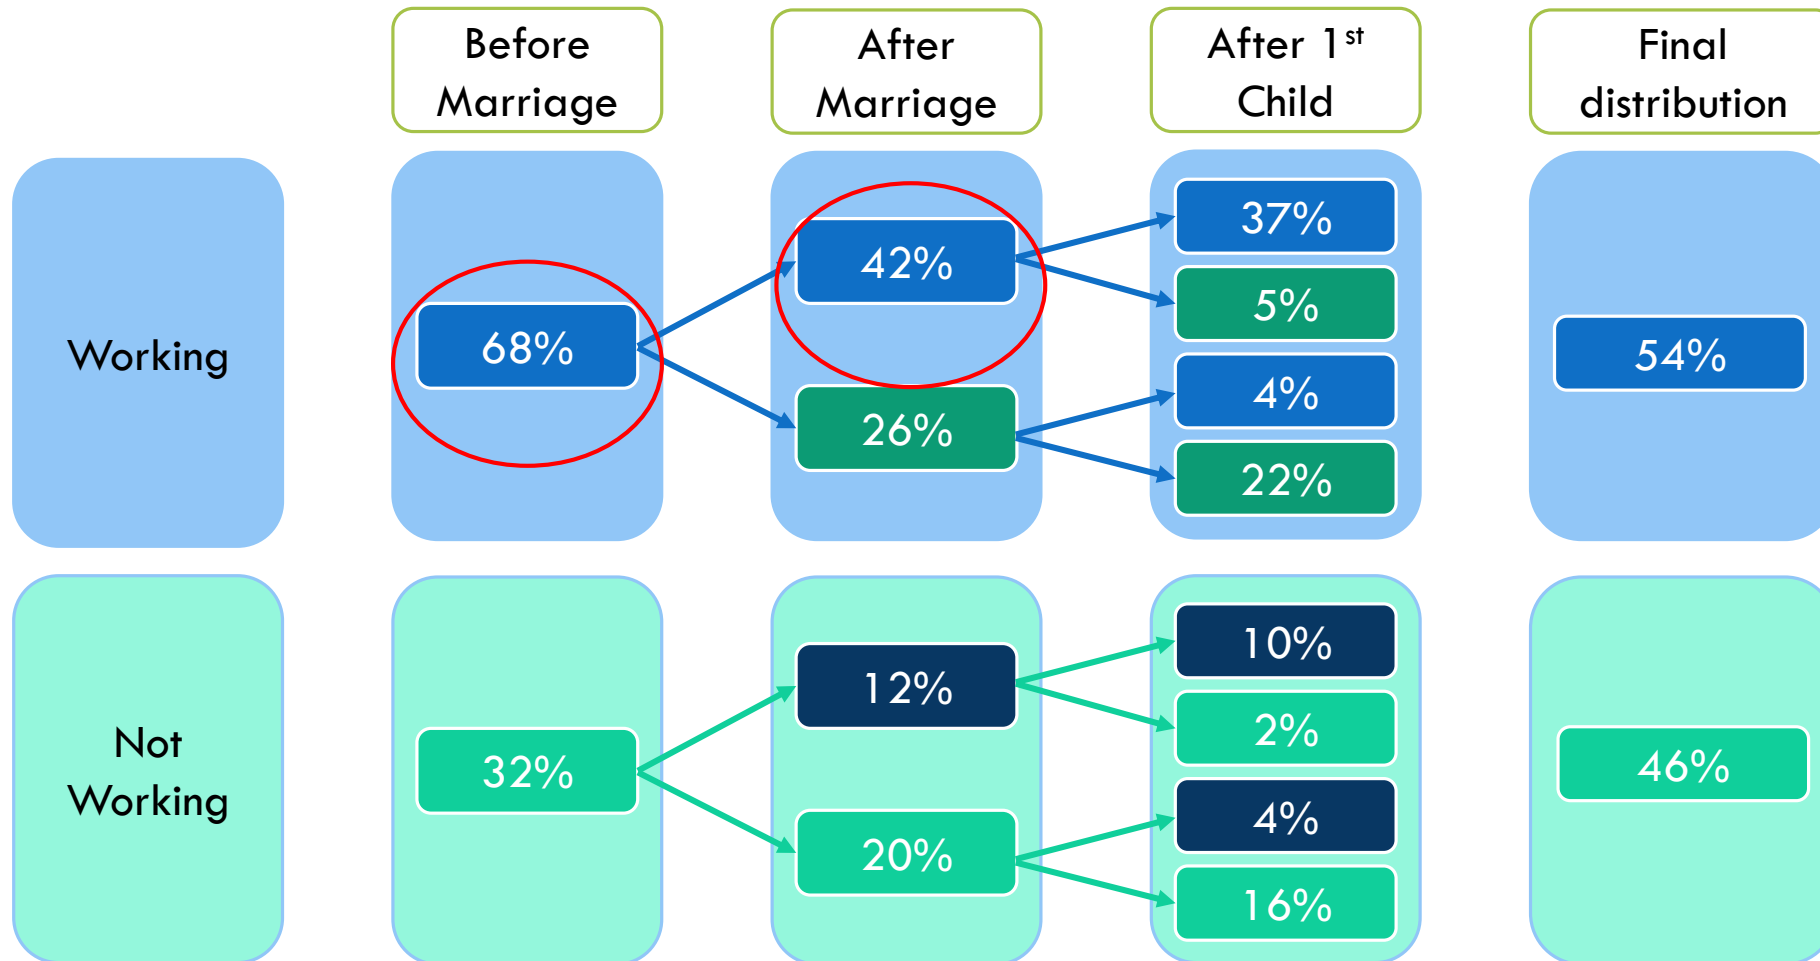 Before
Marriage
After
Marriage
After 1st
Child
Final
distribution
Working
68%
42%
26%
37%
5%
4%
22%
54%
Not
Working
32%
12%
20%
10%
2%
4%
16%
46%